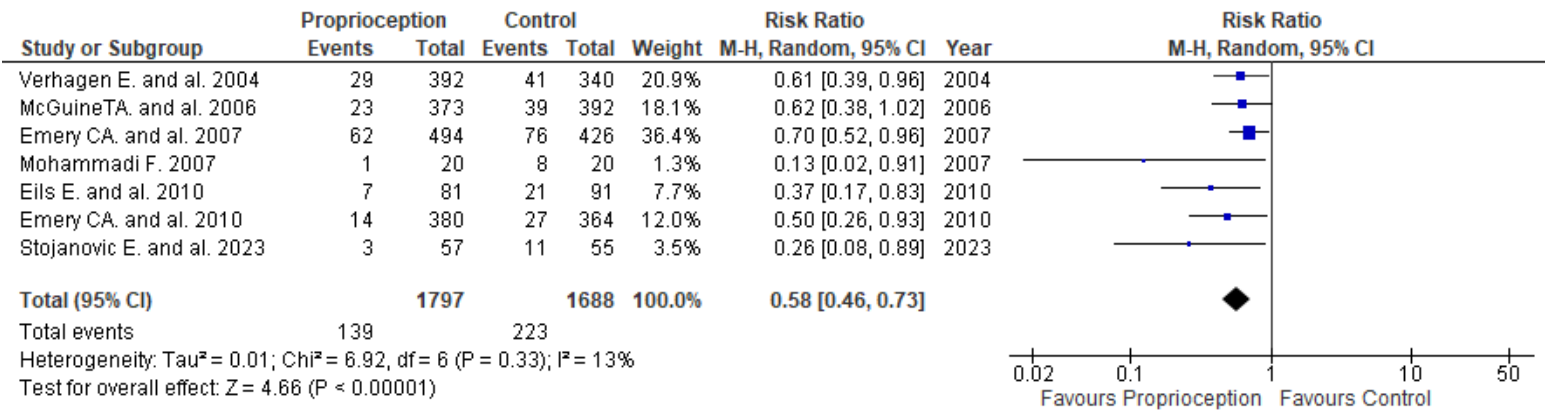 Proprioception Control Risk Ratio Risk Ratio
Study or Subgroup Events Total Events Total Weight M-H, Random, 95% CI Year M-H, Random, 95% CI
Verhagen E. and al. 2004 29 392 41 340 20.9% 0.61 [0.39, 0.96] 2004
McGuineTA. and al. 2006 23 373 39 392 18.1% 0.62 [0.38, 1.02] 2006
Emery CA. and al. 2007 62 494 76 426 36.4% 0.70 [0.52, 0.96] 2007
Mohammadi F. 2007 1 20 8 20 1.3% 0.13 [0.02, 0.91] 2007
Eils E. and al. 2010 7 81 21 91 7.7% 0.37 [0.17, 0.83] 2010
Emery CA. and al. 2010 14 380 27 364 12.0% 0.50 [0.26, 0.93] 2010
Stojanovic E. and al. 2023 3 57 11 55 3.5% 0.26 [0.08, 0.89] 2023
Total (95% CI) 1797 1688 100.0% 0.58 [0.46, 0.73]
Total events 139 223
Heterogeneity: Tau² = 0.01; Chi² = 6.92, df = 6 (P = 0.33); I² = 13%
Test for overall effect: Z = 4.66 (P < 0.00001)
0.02 0.1 1 10 50
Favours Proprioception Favours Control